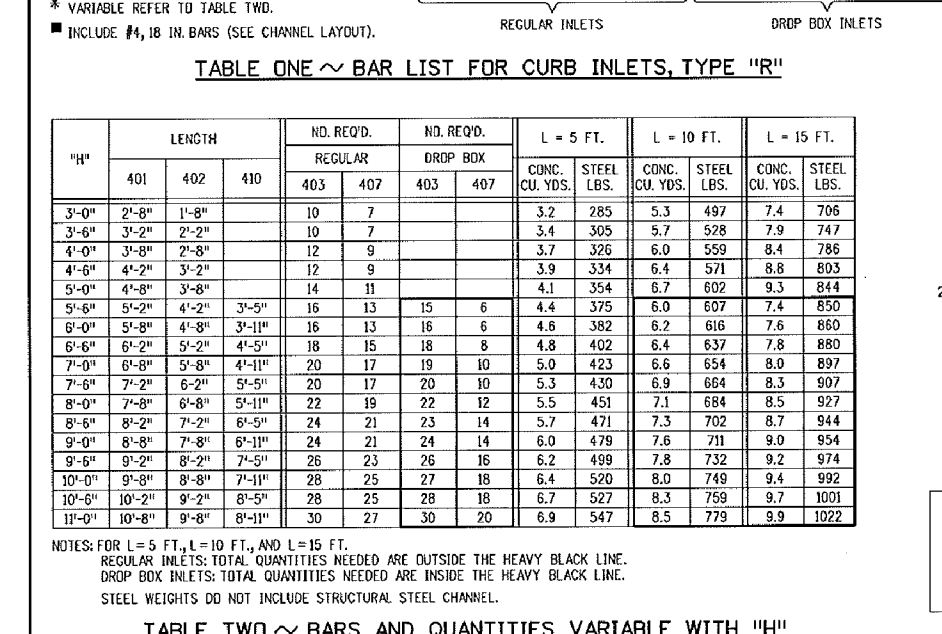 * VARIABLE REFER TO TABLE TWO.
■ INCLUDE #4, 18 IN. BARS (SEE CHANNEL LAYOUT).
REGULAR INLETS
DROP BOX INLETS
TABLE ONE ~ BAR LIST FOR CURB INLETS, TYPE "R"
"H" LENGTH NO. REQ'D. NO. REQ'D. L = 5 FT. L = 10 FT. L = 15 FT.
REGULAR DROP BOX
401 402 410 403 407 403 407 CONC. CU. YDS. STEEL LBS. CONC. CU. YDS. STEEL LBS. CONC. CU. YDS. STEEL LBS.
3'-0" 2'-8" 1'-8" 10 7 3.2 285 5.3 497 7.4 706
3'-6" 3'-2" 2'-2" 10 7 3.4 305 5.7 528 7.9 747
4'-0" 3'-8" 2'-8" 12 9 3.7 326 6.0 559 8.4 786
4'-6" 4'-2" 3'-2" 12 9 3.9 334 6.4 571 8.8 803
5'-0" 4'-8" 3'-8" 14 11 4.1 354 6.7 602 9.3 844
5'-6" 5'-2" 4'-2" 3'-5" 16 13 15 6 4.4 375 6.0 607 7.4 850
6'-0" 5'-8" 4'-8" 3'-11" 16 13 16 6 4.6 382 6.2 616 7.6 860
6'-6" 6'-2" 5'-2" 4'-5" 18 15 18 8 4.8 402 6.4 637 7.8 880
7'-0" 6'-8" 5'-8" 4'-11" 20 17 19 10 5.0 423 6.6 654 8.0 897
7'-6" 7'-2" 6-2" 5'-5" 20 17 20 10 5.3 430 6.9 664 8.3 907
8'-0" 7'-8" 6'-8" 5'-11" 22 19 22 12 5.5 451 7.1 684 8.5 927
8'-6" 8'-2" 7'-2" 6'-5" 24 21 23 14 5.7 471 7.3 702 8.7 944
9'-0" 8'-8" 7'-8" 6'-11" 24 21 24 14 6.0 479 7.6 711 9.0 954
9'-6" 9'-2" 8'-2" 7'-5" 26 23 26 16 6.2 499 7.8 732 9.2 974
10'-0" 9'-8" 8'-8" 7'-11" 28 25 27 18 6.4 520 8.0 749 9.4 992
10'-6" 10'-2" 9'-2" 8'-5" 28 25 28 18 6.7 527 8.3 759 9.7 1001
11'-0" 10'-8" 9'-8" 8'-11" 30 27 30 20 6.9 547 8.5 779 9.9 1022
NOTES: FOR L = 5 FT., L = 10 FT., AND L = 15 FT.
REGULAR INLETS: TOTAL QUANTITIES NEEDED ARE OUTSIDE THE HEAVY BLACK LINE.
DROP BOX INLETS: TOTAL QUANTITIES NEEDED ARE INSIDE THE HEAVY BLACK LINE.
STEEL WEIGHTS DO NOT INCLUDE STRUCTURAL STEEL CHANNEL.
TABLE TWO ~ BARS AND QUANTITIES VARIABLE WITH "H"